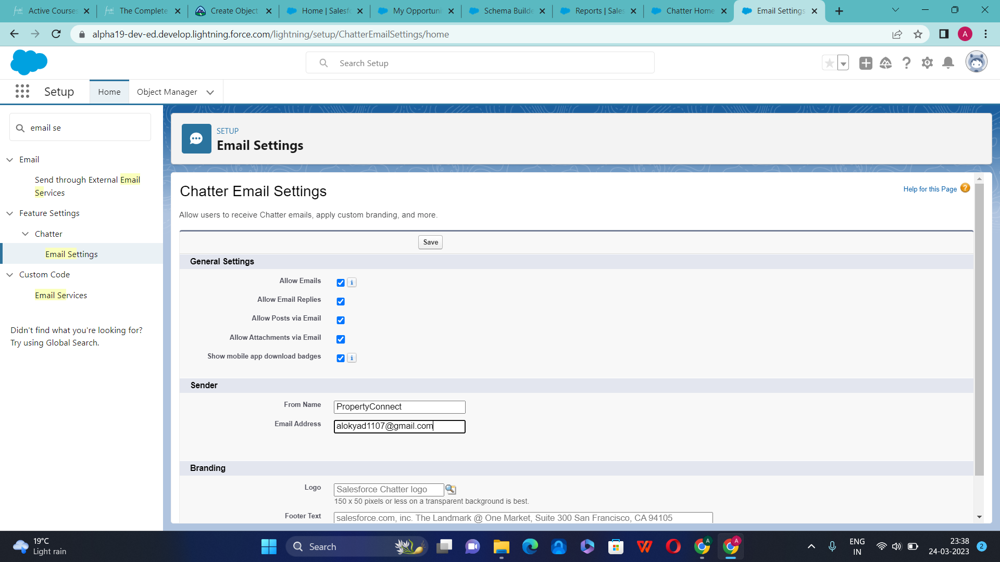 Active Courses
The Complete
Create Object
Home | Salesfo
My Opportuni
Schema Builde
Reports | Sales
Chatter Home
Email Settings
alpha19-dev-ed.develop.lightning.force.com/lightning/setup/ChatterEmailSettings/home
A
Search Setup
Setup
Home
Object Manager
email se
SETUP
Email Settings
Email
Send through External Email
Services
Feature Settings
Chatter
Email Settings
Custom Code
Email Services
Didn't find what you're looking for?
Try using Global Search.
Chatter Email Settings
Help for this Page
Allow users to receive Chatter emails, apply custom branding, and more.
Save
General Settings
Allow Emails
Allow Email Replies
Allow Posts via Email
Allow Attachments via Email
Show mobile app download badges
Sender
From Name
PropertyConnect
Email Address
alokyad1107@gmail.com
Branding
Logo
Salesforce Chatter logo
150 x 50 pixels or less on a transparent background is best.
Footer Text
salesforce.com, inc. The Landmark @ One Market, Suite 300 San Francisco, CA 94105
19°C
Light rain
Search
A
A
ENG
IN
23:38
24-03-2023
2